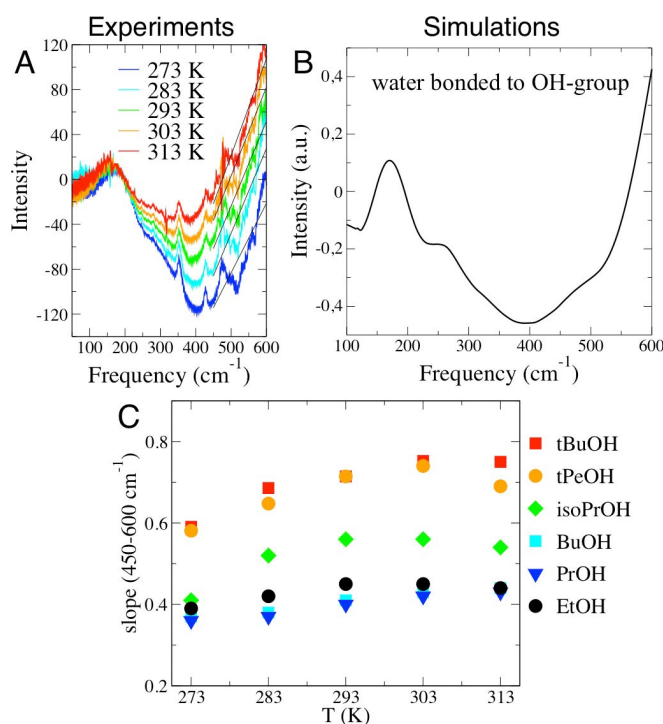 Experiments
Simulations
A
273 K
283 K
293 K
303 K
313 K
Intensity
120
80
40
0
-40
-80
-120
100 200 300 400 500 600
Frequency (cm⁻¹)
B
water bonded to OH-group
Intensity (a.u.)
0,4
0,2
0
-0,2
-0,4
100 200 300 400 500 600
Frequency (cm⁻¹)
C
slope (450-600 cm⁻¹)
0.8
0.6
0.4
0.2
273 283 293 303 313
T (K)
tBuOH
tPeOH
isoPrOH
BuOH
PrOH
EtOH